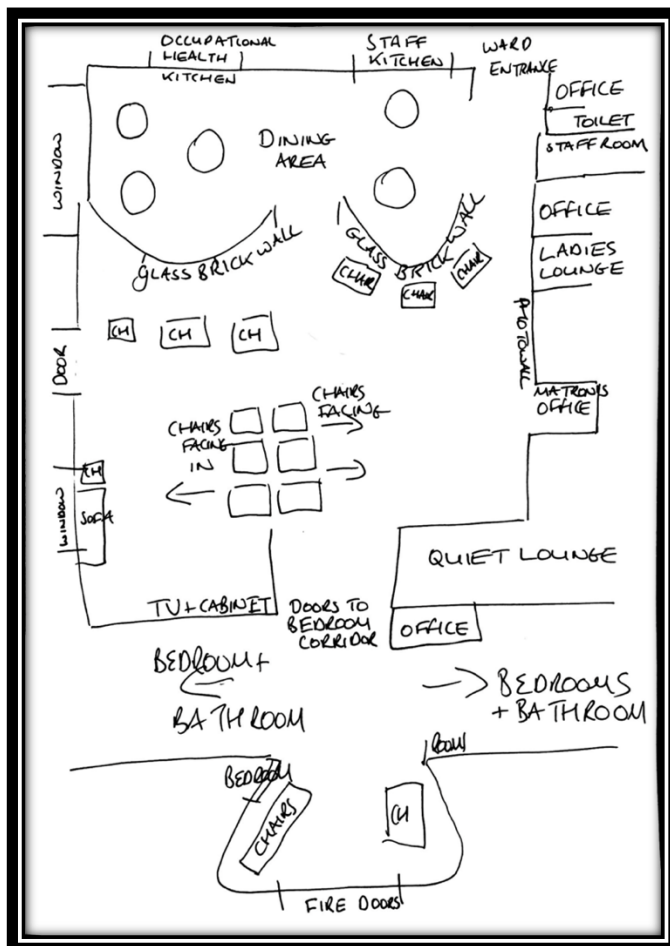 OCCUPATIONAL
HEALTH
KITCHEN
STAFF
KITCHEN
WARD
ENTRANCE
OFFICE
TOILET
STAFF ROOM
WINDOW
DINING
AREA
OFFICE
GLASS BRICK WALL
GLASS BRICK WALL
LADIES
LOUNGE
CHAIR
CHAIR
CHAIR
CH
CH
CH
DOOR
PHOTOWALL
MATRON'S
OFFICE
CHAIRS
FACING
CHAIRS
FACING
IN
CH
SOFA
WINDOW
QUIET LOUNGE
TV + CABINET
DOORS TO
BEDROOM
CORRIDOR
OFFICE
BEDROOM +
BATHROOM
BEDROOMS
+ BATHROOM
BEDROOM
ROOM
CHAIRS
CH
FIRE DOORS